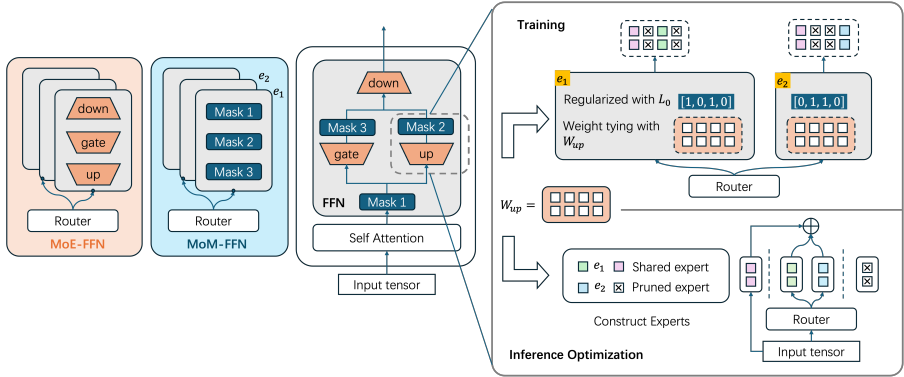 down
gate
up
Router
MoE-FFN
e₂
e₁
Mask 1
Mask 2
Mask 3
Router
MoM-FFN
down
Mask 3
Mask 2
gate
up
FFN
Mask 1
Self Attention
Input tensor
Training
e₁
Regularized with L₀
[1, 0, 1, 0]
Weight tying with
W_up
e₂
[0, 1, 1, 0]
Router
W_up =
e₁ Shared expert
e₂ Pruned expert
Construct Experts
Router
Input tensor
Inference Optimization